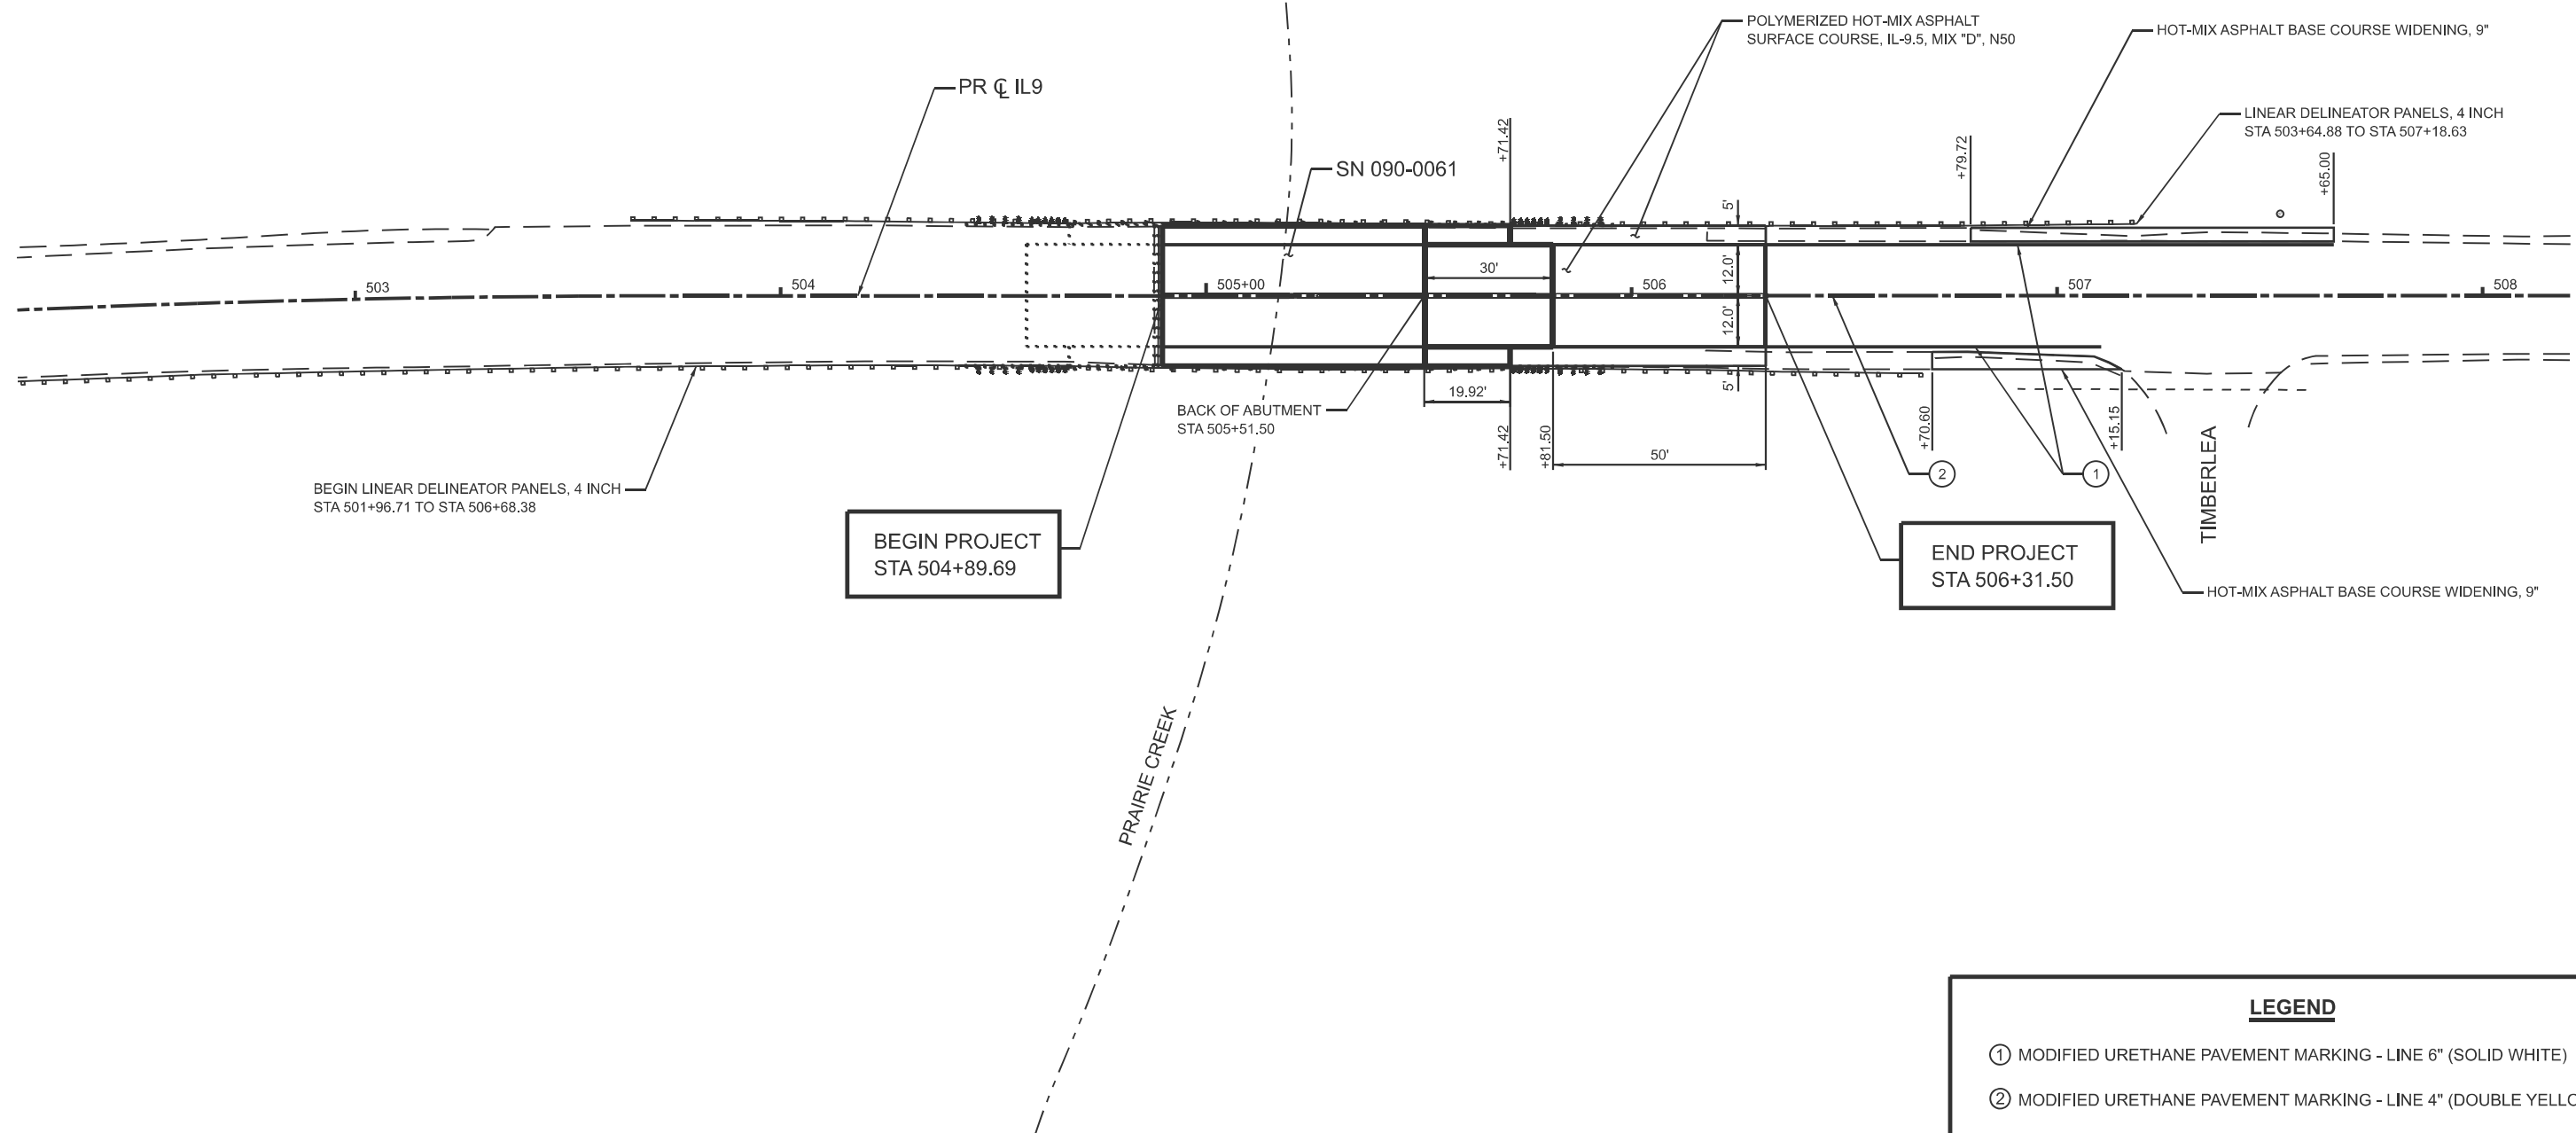 POLYMERIZED HOT-MIX ASPHALT
SURFACE COURSE, IL-9.5, MIX "D", N50
HOT-MIX ASPHALT BASE COURSE WIDENING, 9"
PR ℄ IL9
LINEAR DELINEATOR PANELS, 4 INCH
STA 503+64.88 TO STA 507+18.63
SN 090-0061
+71.42
+79.72
+65.00
5'
503
504
505+00
30'
506
12.0'
12.0'
507
508
19.92'
5'
BACK OF ABUTMENT
STA 505+51.50
+71.42
+81.50
50'
+70.60
+15.15
2
1
TIMBERLEA
BEGIN LINEAR DELINEATOR PANELS, 4 INCH
STA 501+96.71 TO STA 506+68.38
BEGIN PROJECT
STA 504+89.69
END PROJECT
STA 506+31.50
HOT-MIX ASPHALT BASE COURSE WIDENING, 9"
PRAIRIE CREEK
LEGEND
1 MODIFIED URETHANE PAVEMENT MARKING - LINE 6" (SOLID WHITE)
2 MODIFIED URETHANE PAVEMENT MARKING - LINE 4" (DOUBLE